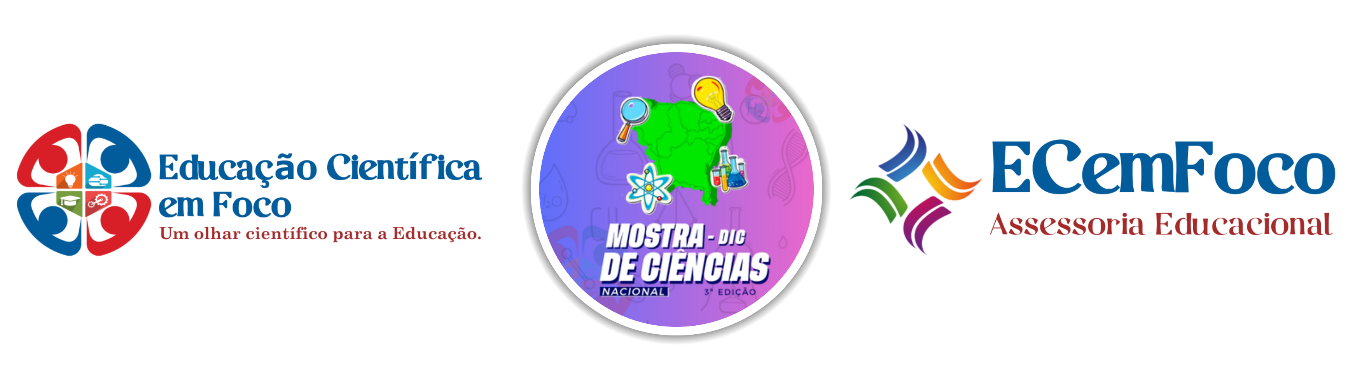 Educação Científica
em Foco
Um olhar científico para a Educação.
MOSTRA - DIC
DE CIÊNCIAS
NACIONAL 3ª EDIÇÃO
ECemFoco
Assessoria Educacional